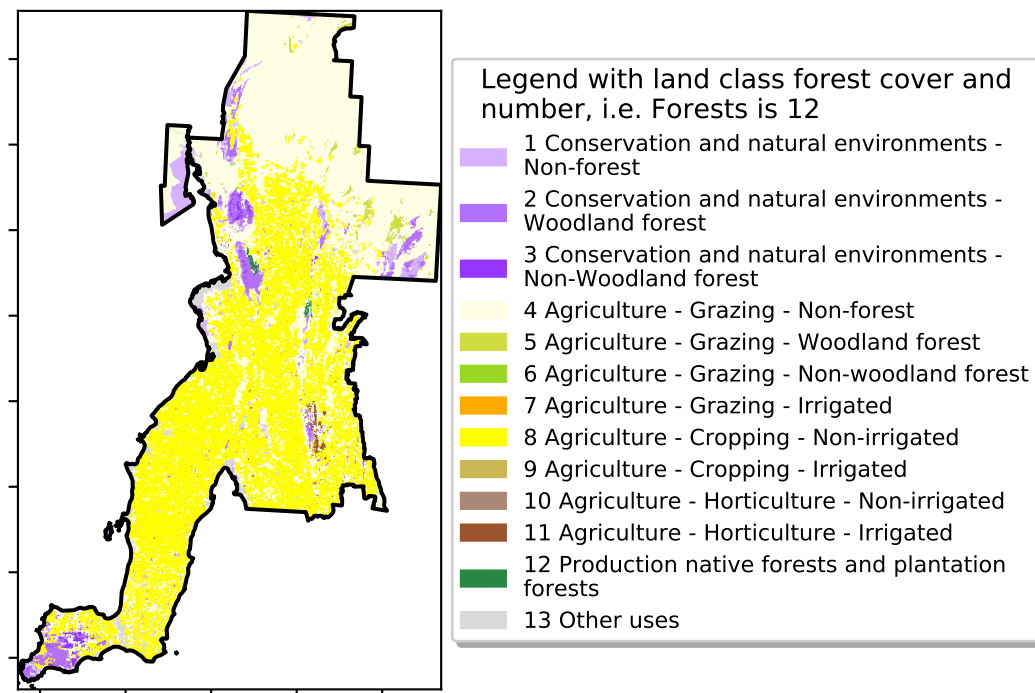 Legend with land class forest cover and
number, i.e. Forests is 12
1 Conservation and natural environments -
Non-forest
2 Conservation and natural environments -
Woodland forest
3 Conservation and natural environments -
Non-Woodland forest
4 Agriculture - Grazing - Non-forest
5 Agriculture - Grazing - Woodland forest
6 Agriculture - Grazing - Non-woodland forest
7 Agriculture - Grazing - Irrigated
8 Agriculture - Cropping - Non-irrigated
9 Agriculture - Cropping - Irrigated
10 Agriculture - Horticulture - Non-irrigated
11 Agriculture - Horticulture - Irrigated
12 Production native forests and plantation
forests
13 Other uses